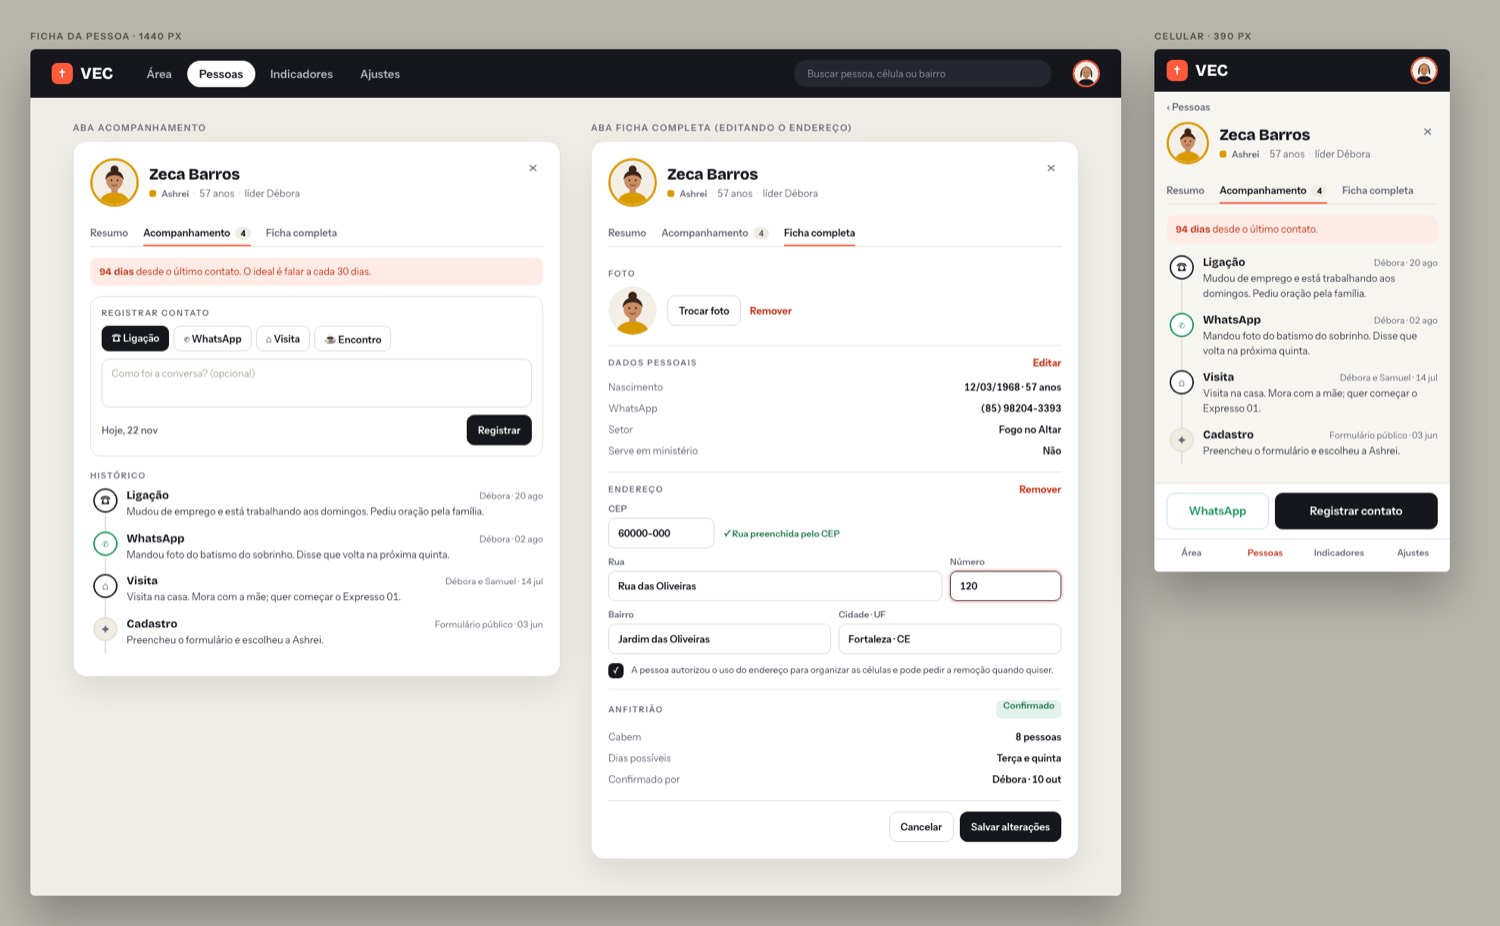 FICHA DA PESSOA · 1440 PX
VEC
Área
Pessoas
Indicadores
Ajustes
Buscar pessoa, célula ou bairro
ABA ACOMPANHAMENTO
Zeca Barros
Ashrei · 57 anos · líder Débora
×
Resumo
Acompanhamento 4
Ficha completa
94 dias desde o último contato. O ideal é falar a cada 30 dias.
REGISTRAR CONTATO
☎ Ligação
✆ WhatsApp
⌂ Visita
☕ Encontro
Como foi a conversa? (opcional)
Hoje, 22 nov
Registrar
HISTÓRICO
Ligação
Débora · 20 ago
Mudou de emprego e está trabalhando aos domingos. Pediu oração pela família.
WhatsApp
Débora · 02 ago
Mandou foto do batismo do sobrinho. Disse que volta na próxima quinta.
Visita
Débora e Samuel · 14 jul
Visita na casa. Mora com a mãe; quer começar o Expresso 01.
Cadastro
Formulário público · 03 jun
Preencheu o formulário e escolheu a Ashrei.
ABA FICHA COMPLETA (EDITANDO O ENDEREÇO)
Zeca Barros
Ashrei · 57 anos · líder Débora
×
Resumo
Acompanhamento 4
Ficha completa
FOTO
Trocar foto
Remover
DADOS PESSOAIS
Editar
Nascimento
12/03/1968 · 57 anos
WhatsApp
(85) 98204-3393
Setor
Fogo no Altar
Serve em ministério
Não
ENDEREÇO
Remover
CEP
60000-000
✓ Rua preenchida pelo CEP
Rua
Número
Rua das Oliveiras
120
Bairro
Cidade · UF
Jardim das Oliveiras
Fortaleza · CE
✓ A pessoa autorizou o uso do endereço para organizar as células e pode pedir a remoção quando quiser.
ANFITRIÃO
Confirmado
Cabem
8 pessoas
Dias possíveis
Terça e quinta
Confirmado por
Débora · 10 out
Cancelar
Salvar alterações
CELULAR · 390 PX
VEC
‹ Pessoas
Zeca Barros
Ashrei · 57 anos · líder Débora
×
Resumo
Acompanhamento 4
Ficha completa
94 dias desde o último contato.
Ligação
Débora · 20 ago
Mudou de emprego e está trabalhando aos
domingos. Pediu oração pela família.
WhatsApp
Débora · 02 ago
Mandou foto do batismo do sobrinho. Disse que
volta na próxima quinta.
Visita
Débora e Samuel · 14 jul
Visita na casa. Mora com a mãe; quer começar o
Expresso 01.
Cadastro
Formulário público · 03 jun
Preencheu o formulário e escolheu a Ashrei.
WhatsApp
Registrar contato
Área
Pessoas
Indicadores
Ajustes